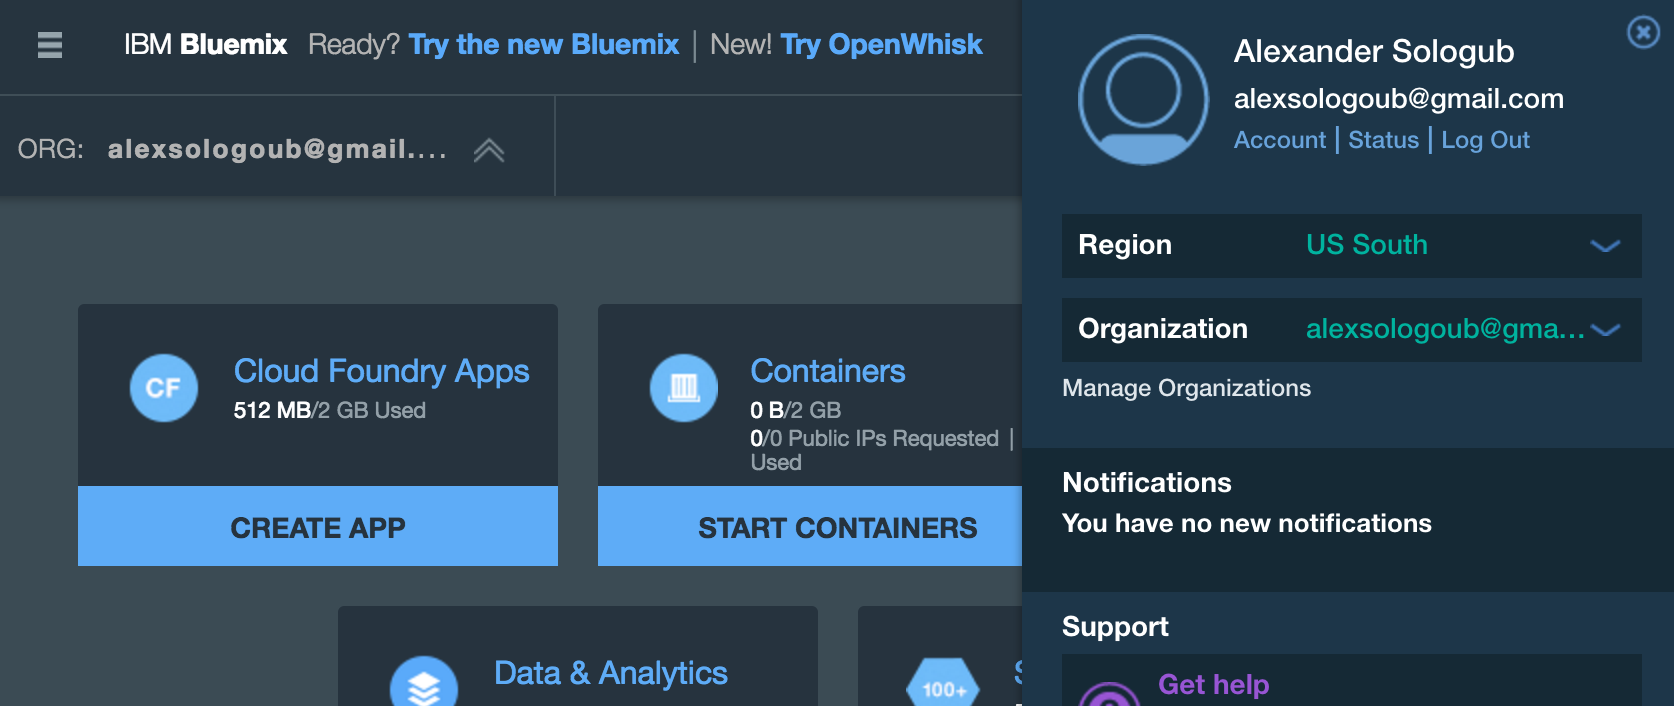 IBM Bluemix Ready? Try the new Bluemix | New! Try OpenWhisk
ORG: alexsologoub@gmail....
CF
Cloud Foundry Apps
512 MB/2 GB Used
CREATE APP
Containers
0 B/2 GB
0/0 Public IPs Requested |
Used
START CONTAINERS
Data & Analytics
100+
S
Alexander Sologub
alexsologoub@gmail.com
Account | Status | Log Out
Region US South
Organization alexsologoub@gma...
Manage Organizations
Notifications
You have no new notifications
Support
Get help